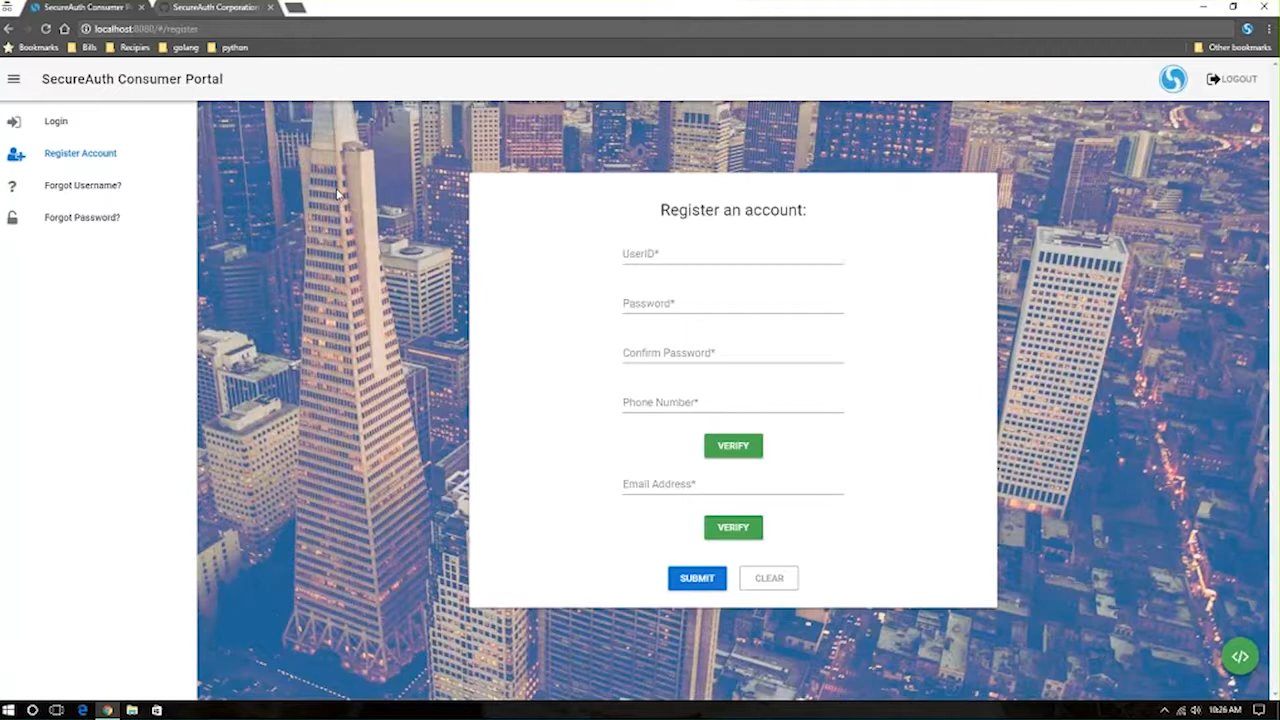 SecureAuth Consumer P
SecureAuth Corporation
localhost:8080/#/register
Bookmarks Bills Recipies golang python Other bookmarks
SecureAuth Consumer Portal
LOGOUT
Login
Register Account
Forgot Username?
Forgot Password?
Register an account:
UserID*
Password*
Confirm Password*
Phone Number*
VERIFY
Email Address*
VERIFY
SUBMIT CLEAR
</>
10:26 AM